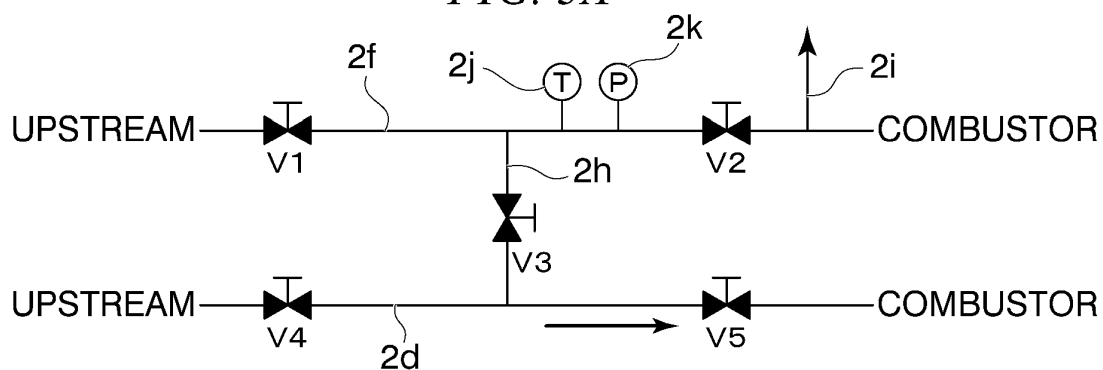 2k
2f
2j
T
P
2i
UPSTREAM
COMBUSTOR
V1
V2
2h
V3
UPSTREAM
COMBUSTOR
V4
V5
2d